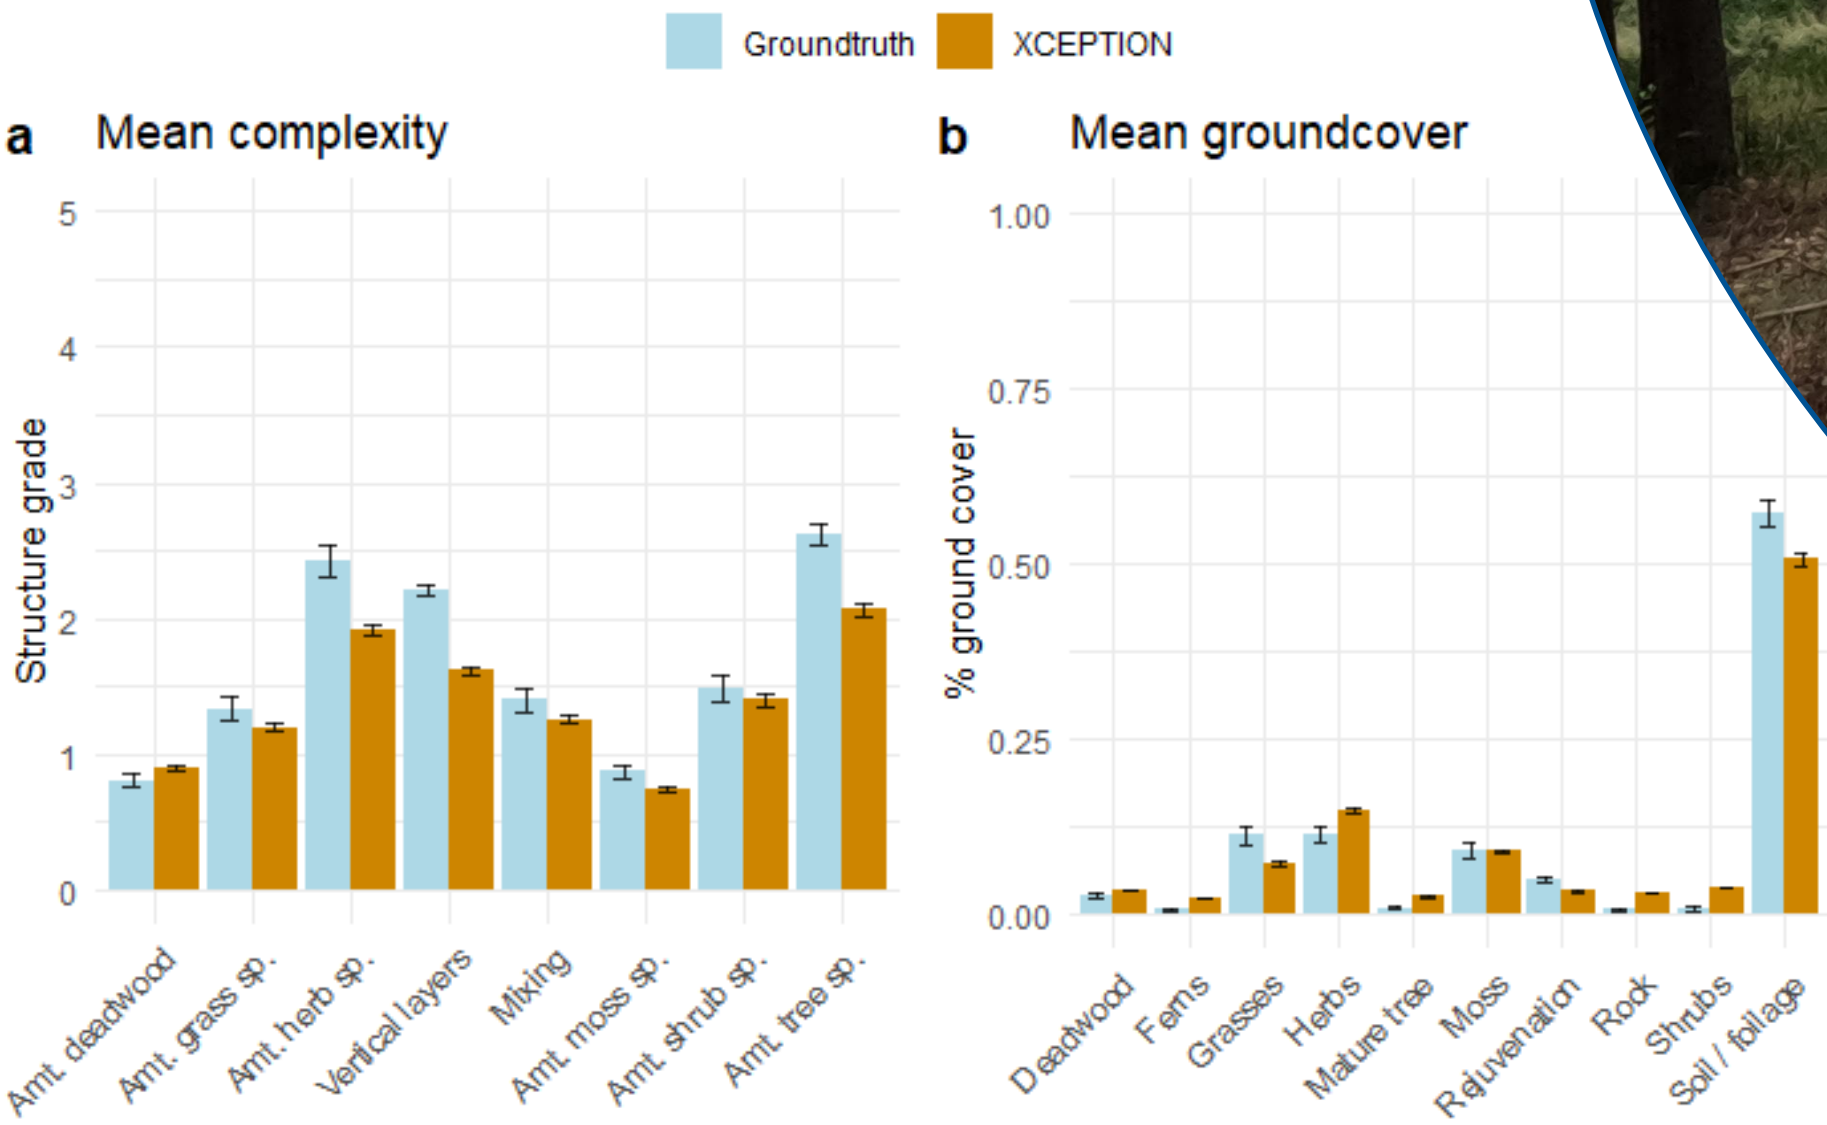 Groundtruth XCEPTION
a Mean complexity
Structure grade
5
4
3
2
1
0
Amt. deadwood
Amt. grass sp.
Amt. herb sp.
Vertical layers
Mixing
Amt. moss sp.
Amt. shrub sp.
Amt. tree sp.
b Mean groundcover
% ground cover
1.00
0.75
0.50
0.25
0.00
Deadwood
Ferns
Grasses
Herbs
Mature tree
Moss
Rejuvenation
Rock
Shrubs
Soil / foilage